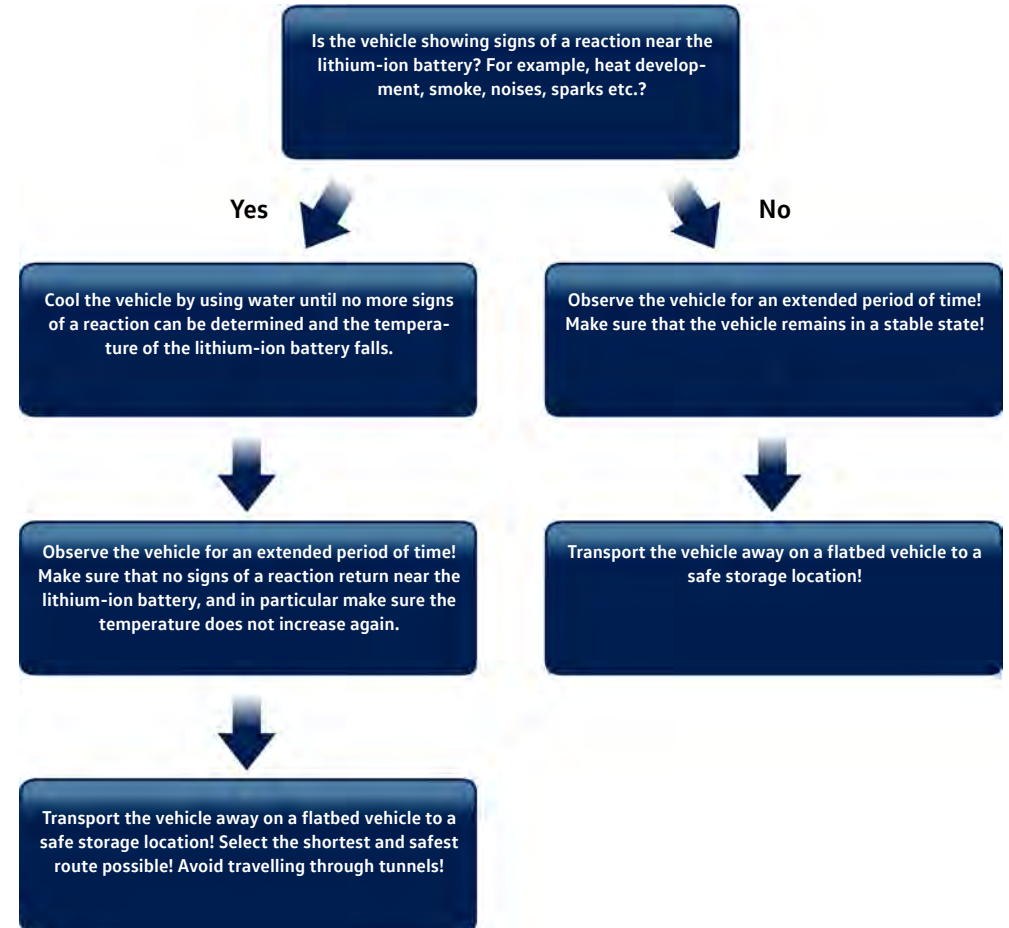 Is the vehicle showing signs of a reaction near the
lithium-ion battery? For example, heat develop-
ment, smoke, noises, sparks etc.?
Yes
No
Cool the vehicle by using water until no more signs
of a reaction can be determined and the tempera-
ture of the lithium-ion battery falls.
Observe the vehicle for an extended period of time!
Make sure that the vehicle remains in a stable state!
Observe the vehicle for an extended period of time!
Make sure that no signs of a reaction return near the
lithium-ion battery, and in particular make sure the
temperature does not increase again.
Transport the vehicle away on a flatbed vehicle to a
safe storage location!
Transport the vehicle away on a flatbed vehicle to a
safe storage location! Select the shortest and safest
route possible! Avoid travelling through tunnels!